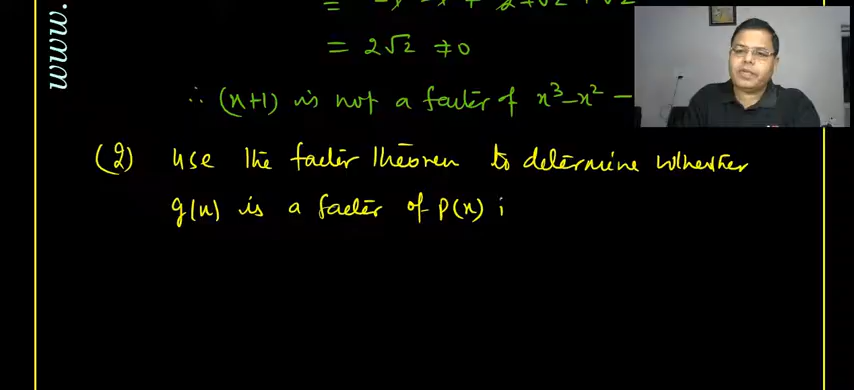 www.
= 2√2 ≠0
∴ (x+1) is not a factor of x³-x² -
(2) use the factor theorem to determine whether
g(x) is a factor of p(x) i